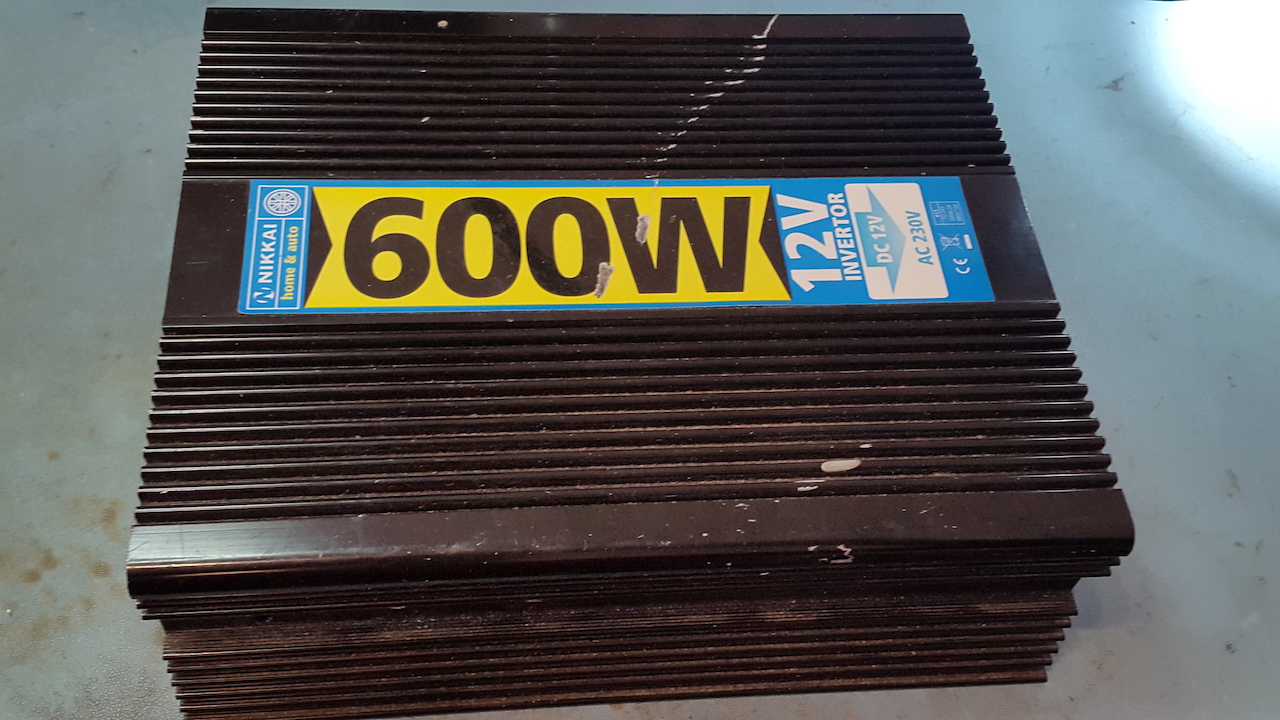 NIKKAI
home & auto
600W
12V
INVERTOR
DC 12V
AC 230V
CE